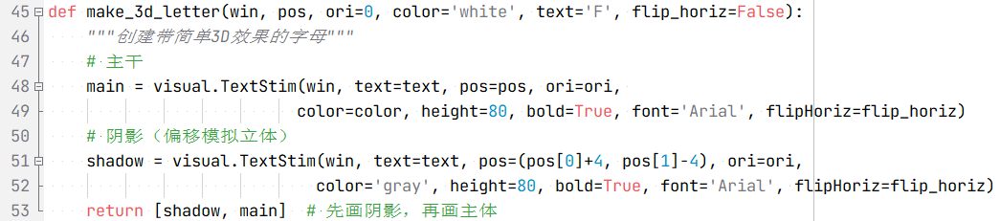 45 def make_3d_letter(win, pos, ori=0, color='white', text='F', flip_horiz=False):
46     """创建带简单3D效果的字母"""
47     # 主干
48     main = visual.TextStim(win, text=text, pos=pos, ori=ori,
49                           color=color, height=80, bold=True, font='Arial', flipHoriz=flip_horiz)
50     # 阴影（偏移模拟立体）
51     shadow = visual.TextStim(win, text=text, pos=(pos[0]+4, pos[1]-4), ori=ori,
52                             color='gray', height=80, bold=True, font='Arial', flipHoriz=flip_horiz)
53     return [shadow, main]  # 先画阴影，再画主体